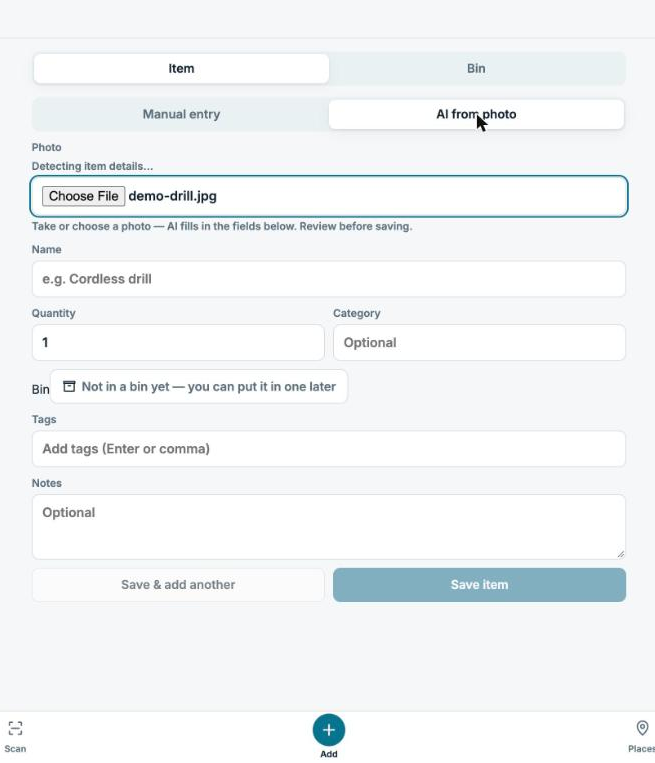 Item Bin
Manual entry AI from photo
Photo
Detecting item details...
Choose File demo-drill.jpg
Take or choose a photo — AI fills in the fields below. Review before saving.
Name
e.g. Cordless drill
Quantity Category
1 Optional
Bin Not in a bin yet — you can put it in one later
Tags
Add tags (Enter or comma)
Notes
Optional
Save & add another Save item
Scan Add Places